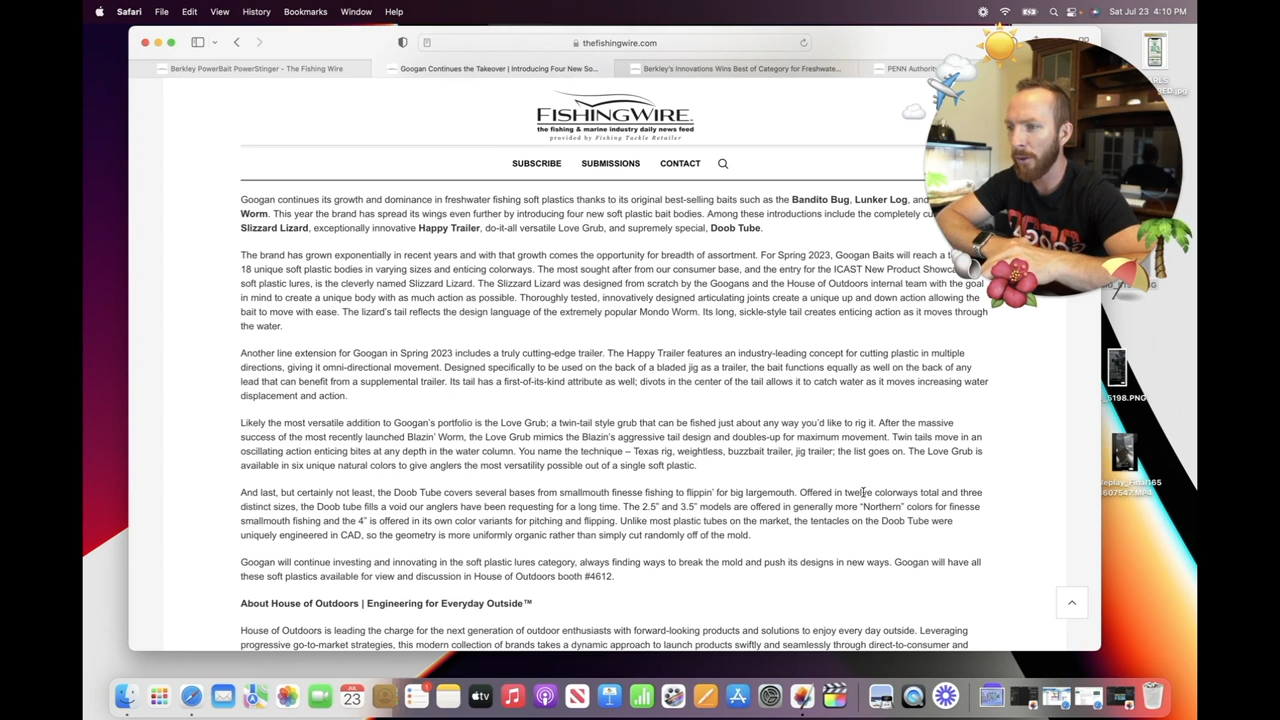 Safari File Edit View History Bookmarks Window Help Sat Jul 23 4:10 PM
thefishingwire.com
Berkley PowerBait PowerStinger - The Fishing Wire
Googan Continues the Takeover | Introducing Four New So...
Berkley's Innovations Wins Best of Category for Freshwate...
PENN Authority
FISHINGWIRE
the fishing & marine industry daily news feed
provided by Fishing Tackle Retailer
SUBSCRIBE SUBMISSIONS CONTACT
Googan continues its growth and dominance in freshwater fishing soft plastics thanks to its original best-selling baits such as the Bandito Bug, Lunker Log, and
Worm. This year the brand has spread its wings even further by introducing four new soft plastic bait bodies. Among these introductions include the completely
Slizzard Lizard, exceptionally innovative Happy Trailer, do-it-all versatile Love Grub, and supremely special, Doob Tube.
The brand has grown exponentially in recent years and with that growth comes the opportunity for breadth of assortment. For Spring 2023, Googan Baits will reach a
18 unique soft plastic bodies in varying sizes and enticing colorways. The most sought after from our consumer base, and the entry for the ICAST New Product
soft plastic lures, is the cleverly named Slizzard Lizard. The Slizzard Lizard was designed from scratch by the Googans and the House of Outdoors internal team with the goal
in mind to create a unique body with as much action as possible. Thoroughly tested, innovatively designed articulating joints create a unique up and down action allowing the
bait to move with ease. The lizard's tail reflects the design language of the extremely popular Mondo Worm. Its long, sickle-style tail creates enticing action as it moves through
the water.
Another line extension for Googan in Spring 2023 includes a truly cutting-edge trailer. The Happy Trailer features an industry-leading concept for cutting plastic in multiple
directions, giving it omni-directional movement. Designed specifically to be used on the back of a bladed jig as a trailer, the bait functions equally as well on the back of any
lead that can benefit from a supplemental trailer. Its tail has a first-of-its-kind attribute as well; divots in the center of the tail allows it to catch water as it moves increasing water
displacement and action.
Likely the most versatile addition to Googan's portfolio is the Love Grub; a twin-tail style grub that can be fished just about any way you'd like to rig it. After the massive
success of the most recently launched Blazin' Worm, the Love Grub mimics the Blazin's aggressive tail design and doubles-up for maximum movement. Twin tails move in an
oscillating action enticing bites at any depth in the water column. You name the technique – Texas rig, weightless, buzzbait trailer, jig trailer; the list goes on. The Love Grub is
available in six unique natural colors to give anglers the most versatility possible out of a single soft plastic.
And last, but certainly not least, the Doob Tube covers several bases from smallmouth finesse fishing to flippin' for big largemouth. Offered in twelve colorways total and three
distinct sizes, the Doob tube fills a void our anglers have been requesting for a long time. The 2.5" and 3.5" models are offered in generally more "Northern" colors for finesse
smallmouth fishing and the 4" is offered in its own color variants for pitching and flipping. Unlike most plastic tubes on the market, the tentacles on the Doob Tube were
uniquely engineered in CAD, so the geometry is more uniformly organic rather than simply cut randomly off of the mold.
Googan will continue investing and innovating in the soft plastic lures category, always finding ways to break the mold and push its designs in new ways. Googan will have all
these soft plastics available for view and discussion in House of Outdoors booth #4612.
About House of Outdoors | Engineering for Everyday Outside™
House of Outdoors is leading the charge for the next generation of outdoor enthusiasts with forward-looking products and solutions to enjoy every day outside. Leveraging
progressive go-to-market strategies, this modern collection of brands takes a dynamic approach to launch products swiftly and seamlessly through direct-to-consumer and